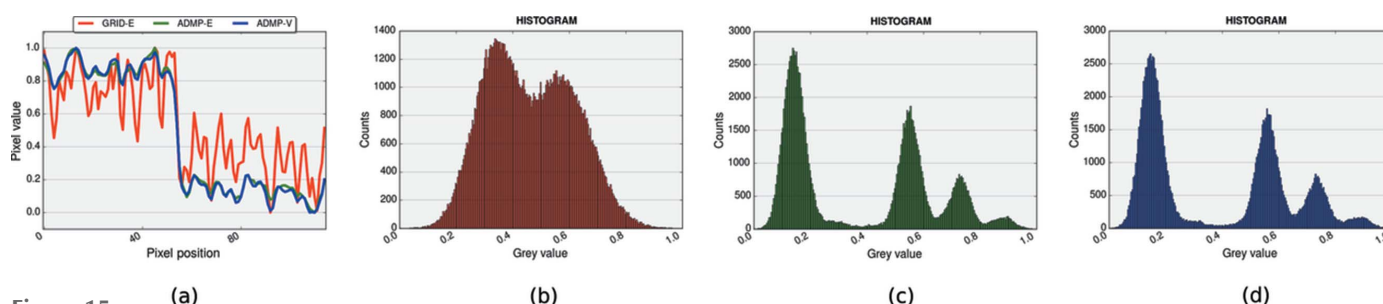 GRID-E ADMP-E ADMP-V
Pixel value
1.0
0.8
0.6
0.4
0.2
0.0
0 40 80
Pixel position
(a)
HISTOGRAM
Counts
1400
1200
1000
800
600
400
200
0
0.0 0.2 0.4 0.6 0.8 1.0
Grey value
(b)
HISTOGRAM
Counts
3000
2500
2000
1500
1000
500
0
0.0 0.2 0.4 0.6 0.8 1.0
Grey value
(c)
HISTOGRAM
Counts
3000
2500
2000
1500
1000
500
0
0.0 0.2 0.4 0.6 0.8
Grey value
(d)